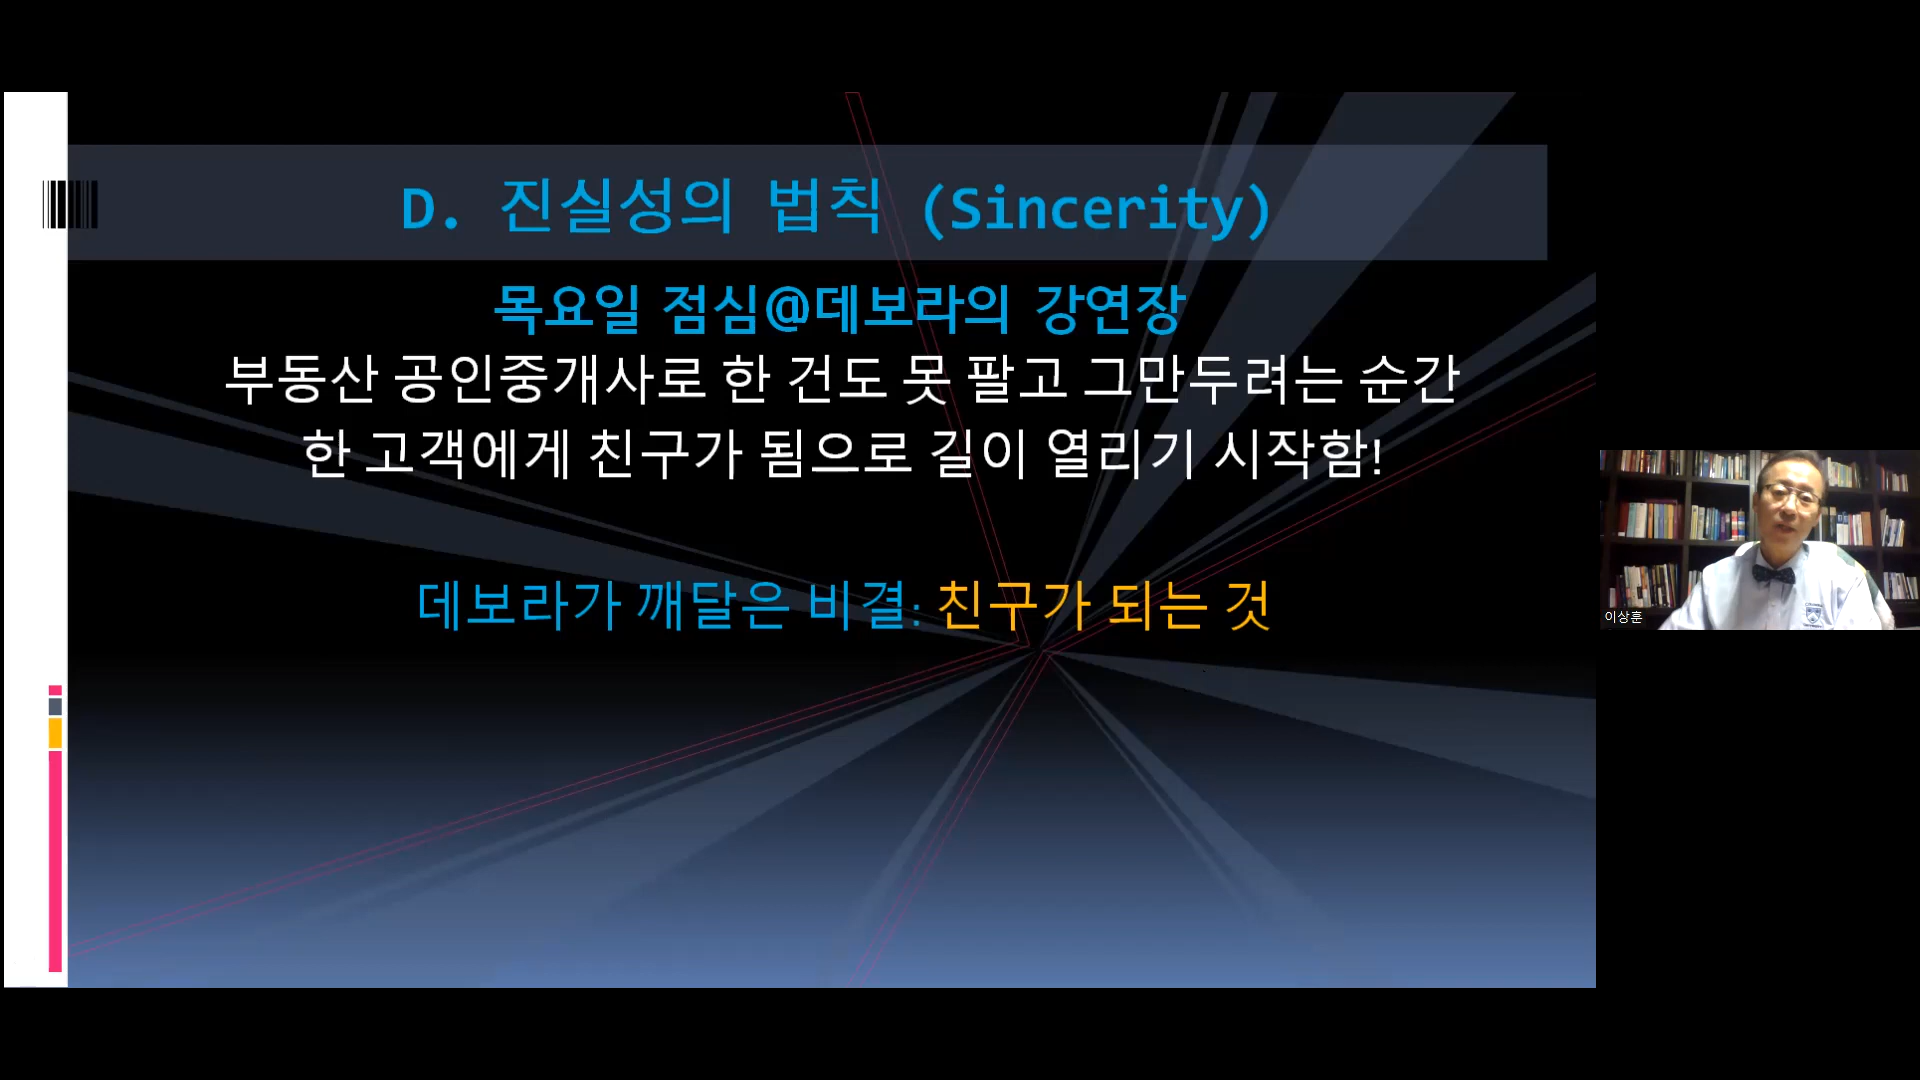 D. 진실성의 법칙 (Sincerity)
목요일 점심@데보라의 강연장
부동산 공인중개사로 한 건도 못 팔고 그만두려는 순간
한 고객에게 친구가 됨으로 길이 열리기 시작함!
데보라가 깨달은 비결: 친구가 되는 것
이상훈